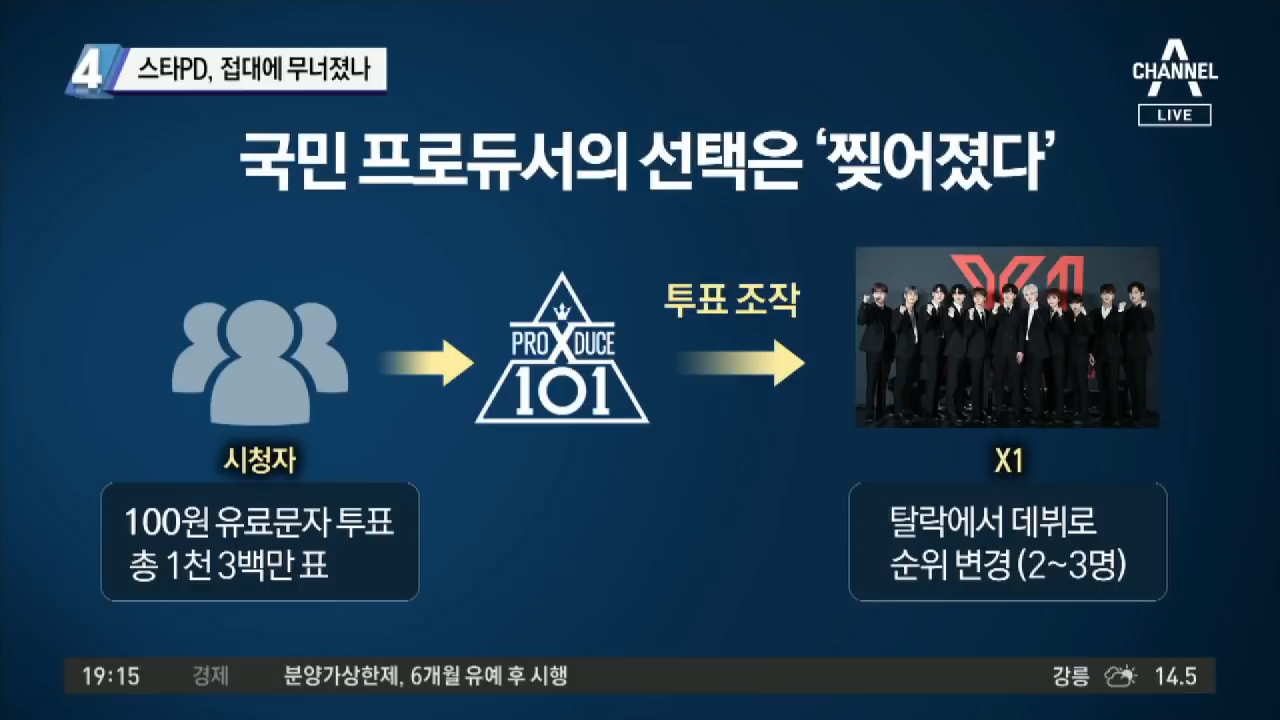 4 스타PD, 접대에 무너졌나
CHANNEL A
LIVE
국민 프로듀서의 선택은 ‘찢어졌다’
PRO X DUCE
101
투표 조작
X1
시청자
X1
100원 유료문자 투표
총 1천 3백만 표
탈락에서 데뷔로
순위 변경 (2~3명)
19:15 경제 분양가상한제, 6개월 유예 후 시행 강릉 14.5